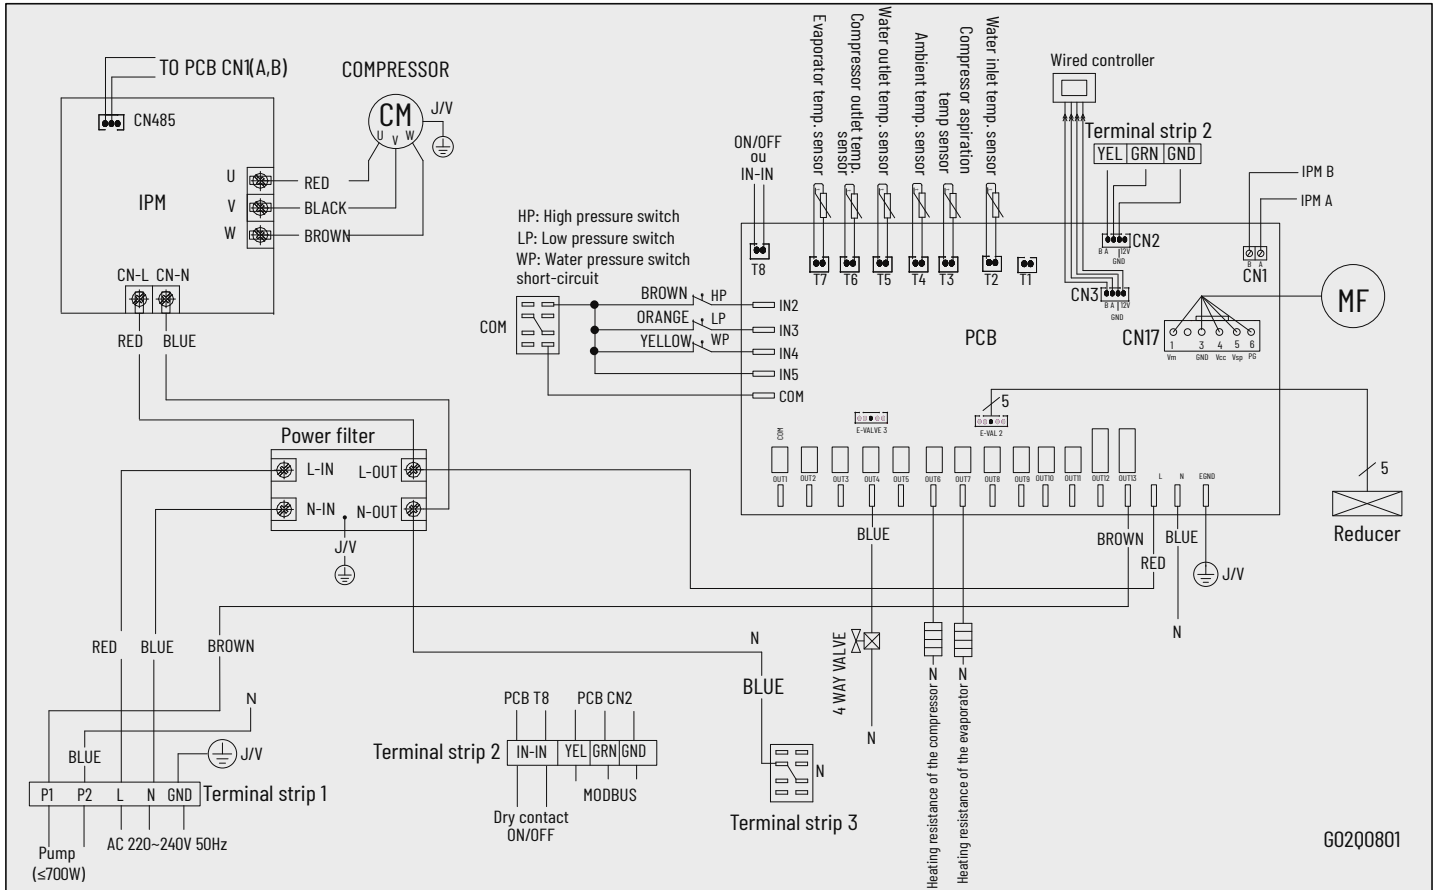 TO PCB CN1(A,B)
CN485
IPM
U
V
W
RED
BLACK
BROWN
CN-L CN-N
RED
BLUE
COMPRESSOR
CM
U V W
J/V
HP: High pressure switch
LP: Low pressure switch
WP: Water pressure switch
short-circuit
COM
BROWN HP
ORANGE LP
YELLOW WP
ON/OFF
ou
IN-IN
Evaporator temp. sensor
Compressor outlet temp.
sensor
Water outlet temp. sensor
Ambient temp. sensor
Compressor aspiration
temp sensor
Water inlet temp. sensor
T8
T7
T6
T5
T4
T3
T2
T1
Wired controller
Terminal strip 2
YEL GRN GND
CN2
B A 12V
GND
CN3
B A 12V
GND
IPM B
IPM A
B A
CN1
MF
CN17
1 3 4 5 6
Vm GND Vcc Vsp PG
PCB
IN2
IN3
IN4
IN5
COM
E-VALVE 3
E-VAL 2
5
5
Reducer
COM
OUT1 OUT2 OUT3 OUT4 OUT5 OUT6 OUT7 OUT8 OUT9 OUT10 OUT11 OUT12 OUT13 L N EGND
BLUE
BROWN
RED
BLUE
J/V
N
4 WAY VALVE
N
N
Heating resistance of the compressor
N
Heating resistance of the evaporator
Power filter
L-IN L-OUT
N-IN N-OUT
J/V
RED
BLUE
BROWN
N
BLUE
J/V
P1 P2 L N GND
Terminal strip 1
Pump
(≤700W)
AC 220~240V 50Hz
PCB T8 PCB CN2
Terminal strip 2
IN-IN YEL GRN GND
Dry contact
ON/OFF
MODBUS
N
BLUE
N
Terminal strip 3
G02Q0801